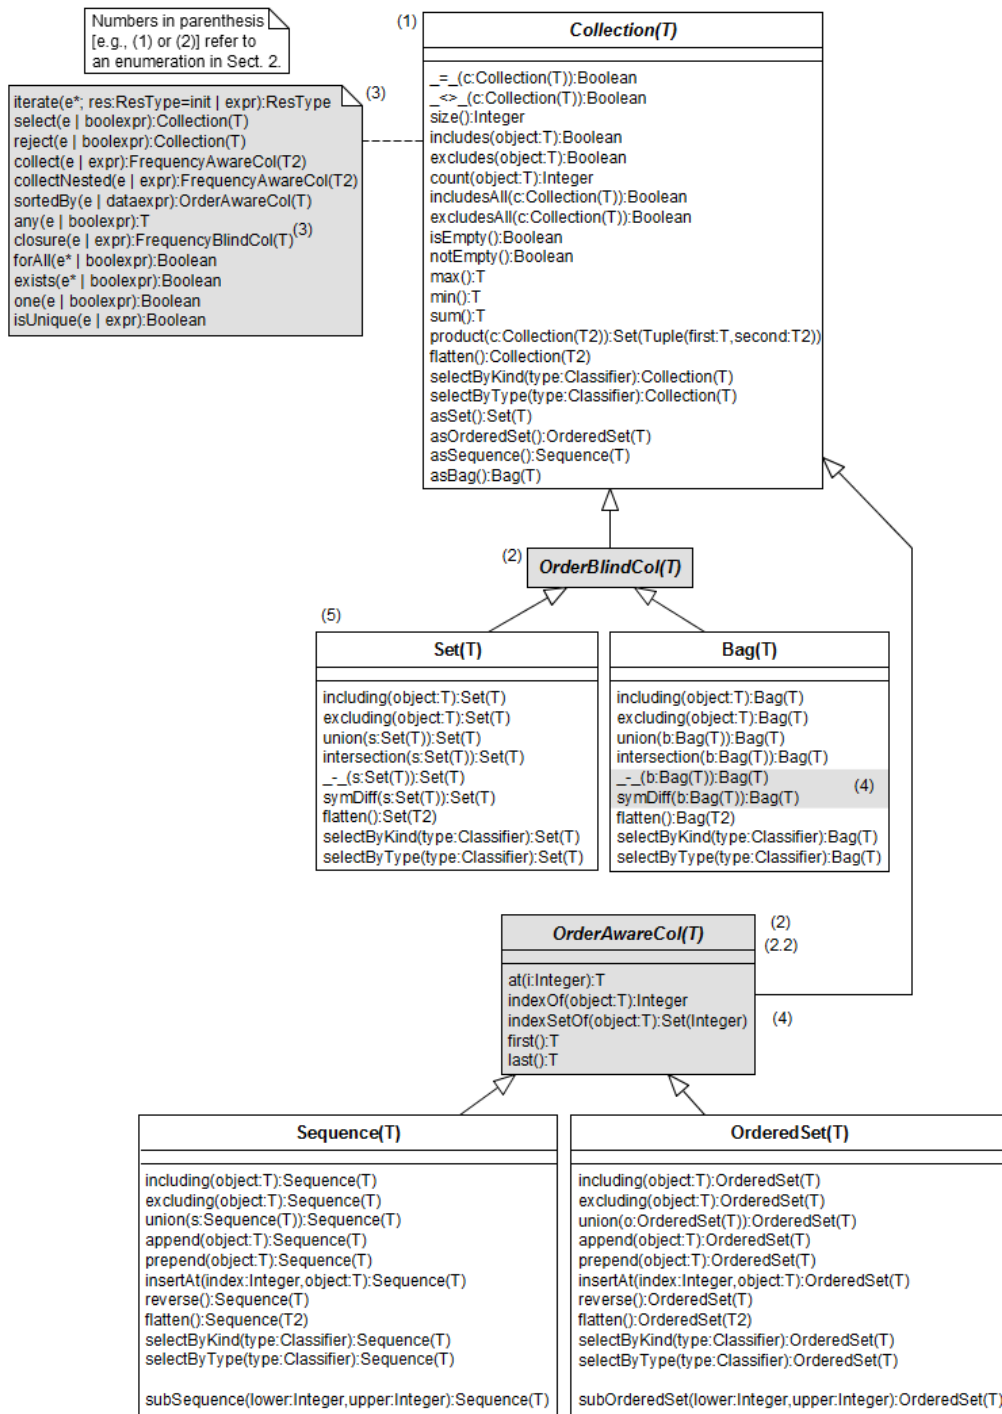 Numbers in parenthesis
[e.g., (1) or (2)] refer to
an enumeration in Sect. 2.
(3)
iterate(e*; res:ResType=init | expr):ResType
select(e | boolexpr):Collection(T)
reject(e | boolexpr):Collection(T)
collect(e | expr):FrequencyAwareCol(T2)
collectNested(e | expr):FrequencyAwareCol(T2)
sortedBy(e | dataexpr):OrderAwareCol(T)
any(e | boolexpr):T
closure(e | expr):FrequencyBlindCol(T)(3)
forAll(e* | boolexpr):Boolean
exists(e* | boolexpr):Boolean
one(e | boolexpr):Boolean
isUnique(e | expr):Boolean
(1)
Collection(T)
_=_(c:Collection(T)):Boolean
_<>_(c:Collection(T)):Boolean
size():Integer
includes(object:T):Boolean
excludes(object:T):Boolean
count(object:T):Integer
includesAll(c:Collection(T)):Boolean
excludesAll(c:Collection(T)):Boolean
isEmpty():Boolean
notEmpty():Boolean
max():T
min():T
sum():T
product(c:Collection(T2)):Set(Tuple(first:T,second:T2))
flatten():Collection(T2)
selectByKind(type:Classifier):Collection(T)
selectByType(type:Classifier):Collection(T)
asSet():Set(T)
asOrderedSet():OrderedSet(T)
asSequence():Sequence(T)
asBag():Bag(T)
(2)
OrderBlindCol(T)
(5)
Set(T)
including(object:T):Set(T)
excluding(object:T):Set(T)
union(s:Set(T)):Set(T)
intersection(s:Set(T)):Set(T)
_-_(s:Set(T)):Set(T)
symDiff(s:Set(T)):Set(T)
flatten():Set(T2)
selectByKind(type:Classifier):Set(T)
selectByType(type:Classifier):Set(T)
Bag(T)
including(object:T):Bag(T)
excluding(object:T):Bag(T)
union(b:Bag(T)):Bag(T)
intersection(b:Bag(T)):Bag(T)
_-_(b:Bag(T)):Bag(T)
(4)
symDiff(b:Bag(T)):Bag(T)
flatten():Bag(T2)
selectByKind(type:Classifier):Bag(T)
selectByType(type:Classifier):Bag(T)
OrderAwareCol(T)
(2)
(2.2)
at(i:Integer):T
indexOf(object:T):Integer
indexSetOf(object:T):Set(Integer)
(4)
first():T
last():T
Sequence(T)
including(object:T):Sequence(T)
excluding(object:T):Sequence(T)
union(s:Sequence(T)):Sequence(T)
append(object:T):Sequence(T)
prepend(object:T):Sequence(T)
insertAt(index:Integer,object:T):Sequence(T)
reverse():Sequence(T)
flatten():Sequence(T2)
selectByKind(type:Classifier):Sequence(T)
selectByType(type:Classifier):Sequence(T)
subSequence(lower:Integer,upper:Integer):Sequence(T)
OrderedSet(T)
including(object:T):OrderedSet(T)
excluding(object:T):OrderedSet(T)
union(o:OrderedSet(T)):OrderedSet(T)
append(object:T):OrderedSet(T)
prepend(object:T):OrderedSet(T)
insertAt(index:Integer,object:T):OrderedSet(T)
reverse():OrderedSet(T)
flatten():OrderedSet(T2)
selectByKind(type:Classifier):OrderedSet(T)
selectByType(type:Classifier):OrderedSet(T)
subOrderedSet(lower:Integer,upper:Integer):OrderedSet(T)